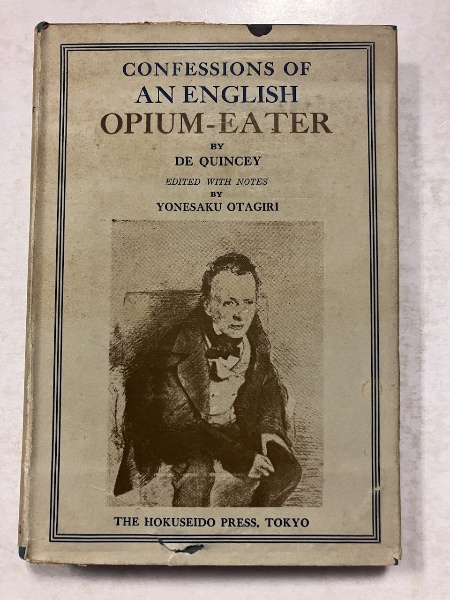 CONFESSIONS OF
AN ENGLISH
OPIUM-EATER
BY
DE QUINCEY
EDITED WITH NOTES
BY
YONESAKU OTAGIRI
THE HOKUSEIDO PRESS, TOKYO